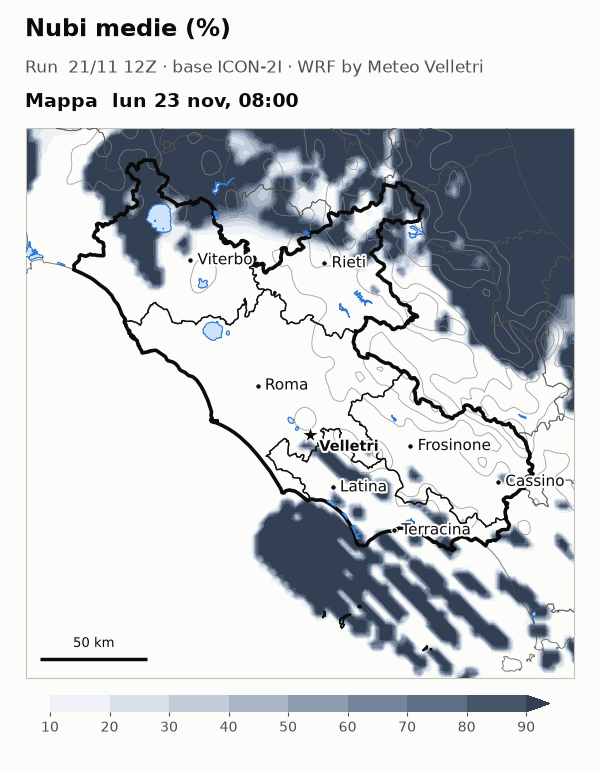 Nubi medie (%)
Run 21/11 12Z · base ICON-2I · WRF by Meteo Velletri
Mappa lun 23 nov, 08:00
Viterbo
Rieti
Roma
Velletri
Frosinone
Latina
Cassino
Terracina
50 km
10 20 30 40 50 60 70 80 90